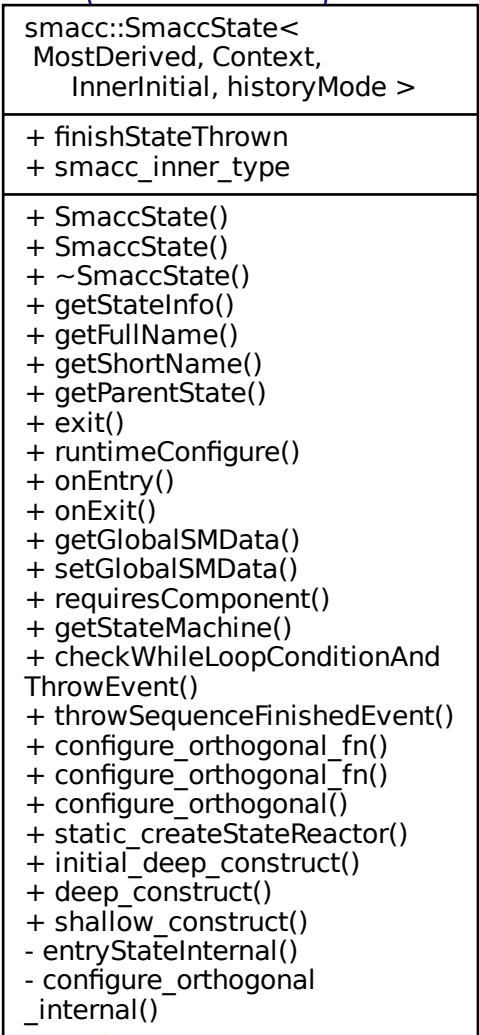 smacc::SmaccState<
MostDerived, Context,
InnerInitial, historyMode >
+ finishStateThrown
+ smacc_inner_type
+ SmaccState()
+ SmaccState()
+ ~SmaccState()
+ getStateInfo()
+ getFullName()
+ getShortName()
+ getParentState()
+ exit()
+ runtimeConfigure()
+ onEntry()
+ onExit()
+ getGlobalSMData()
+ setGlobalSMData()
+ requiresComponent()
+ getStateMachine()
+ checkWhileLoopConditionAnd
ThrowEvent()
+ throwSequenceFinishedEvent()
+ configure_orthogonal_fn()
+ configure_orthogonal_fn()
+ configure_orthogonal()
+ static_createStateReactor()
+ initial_deep_construct()
+ deep_construct()
+ shallow_construct()
- entryStateInternal()
- configure_orthogonal
_internal()